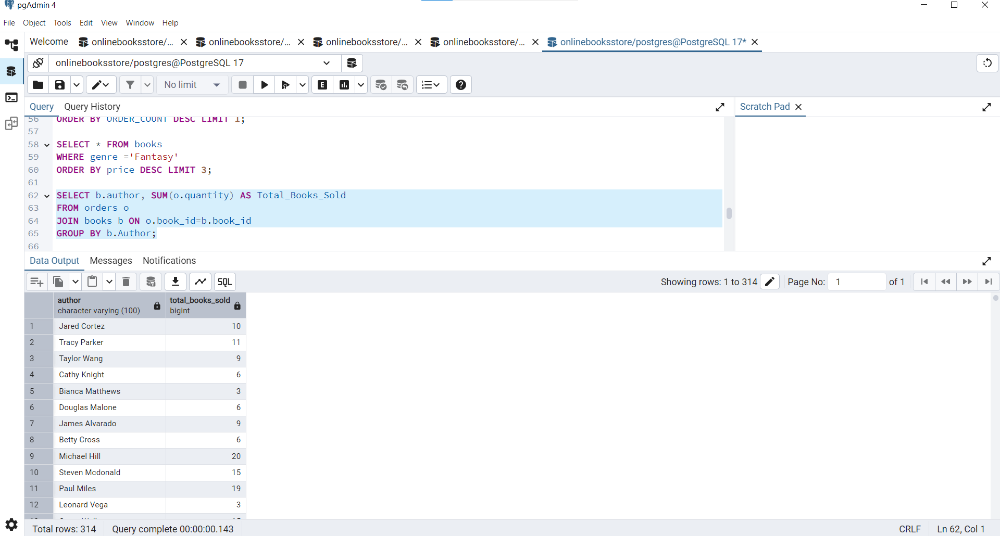 pgAdmin 4
File Object Tools Edit View Window Help
Welcome onlinebooksstore/... onlinebooksstore/... onlinebooksstore/... onlinebooksstore/... onlinebooksstore/postgres@PostgreSQL 17*
onlinebooksstore/postgres@PostgreSQL 17
No limit E
Query Query History Scratch Pad
56 ORDER BY ORDER_COUNT DESC LIMIT 1;
57
58 SELECT * FROM books
59 WHERE genre ='Fantasy'
60 ORDER BY price DESC LIMIT 3;
61
62 SELECT b.author, SUM(o.quantity) AS Total_Books_Sold
63 FROM orders o
64 JOIN books b ON o.book_id=b.book_id
65 GROUP BY b.Author;
66
Data Output Messages Notifications
SQL Showing rows: 1 to 314 Page No: 1 of 1
author total_books_sold
character varying (100) bigint
1 Jared Cortez 10
2 Tracy Parker 11
3 Taylor Wang 9
4 Cathy Knight 6
5 Bianca Matthews 3
6 Douglas Malone 6
7 James Alvarado 9
8 Betty Cross 6
9 Michael Hill 20
10 Steven Mcdonald 15
11 Paul Miles 19
12 Leonard Vega 3
Total rows: 314 Query complete 00:00:00.143 CRLF Ln 62, Col 1